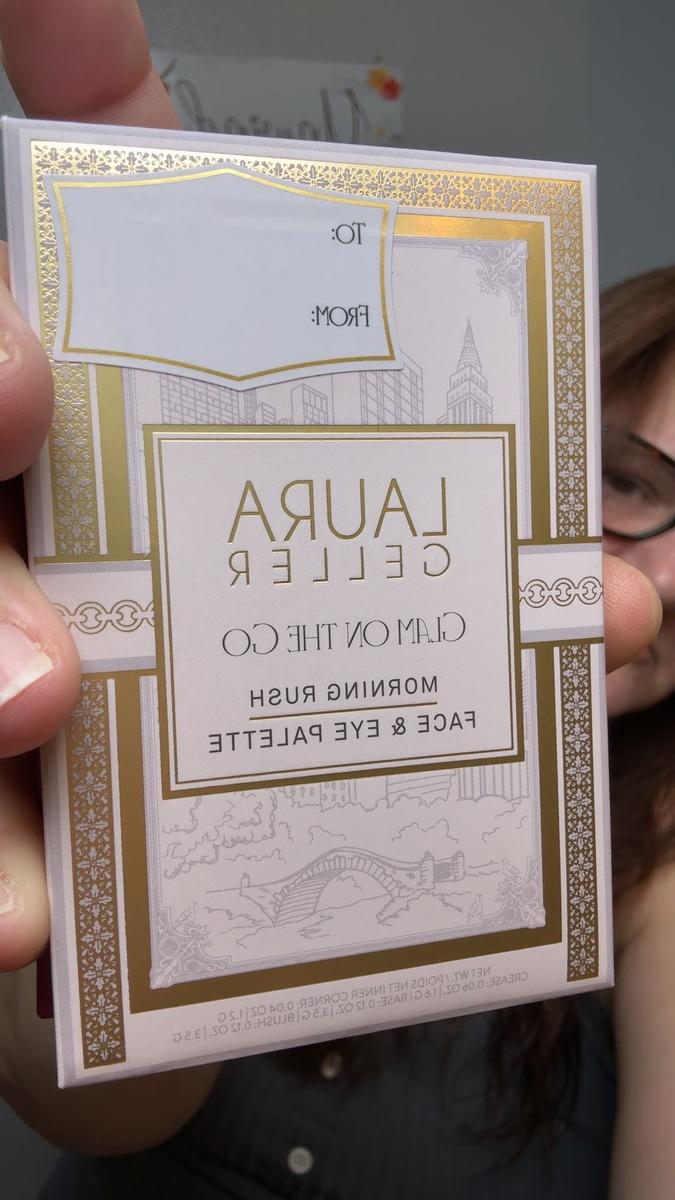 TO:
FROM:
LAURA
GELLER
GLAM ON THE GO
MORNING RUSH
FACE & EYE PALETTE
NET WT. / POIDS NET INNER CORNER: 0.04 OZ | 1.2 G
CREASE: 0.06 OZ. | 1.6 G | BASE: 0.12 OZ. | 3.5 G | BLUSH: 0.12 OZ. | 3.5 G